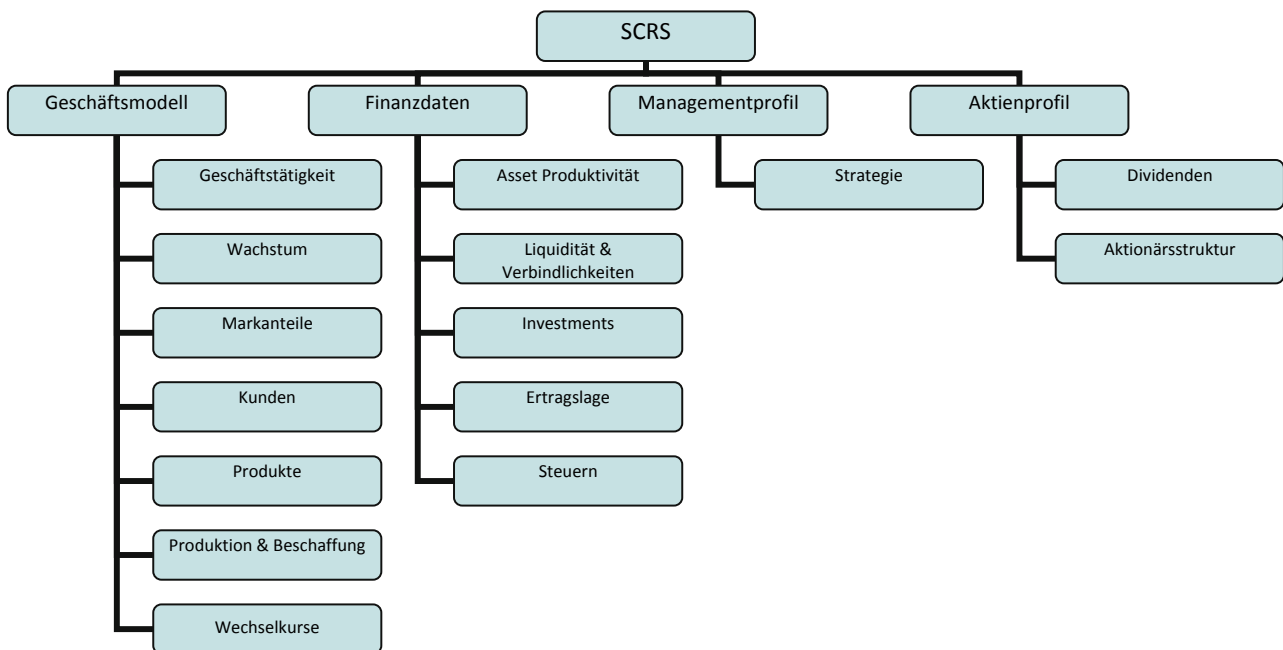 SCRS
Geschäftsmodell
Finanzdaten
Managementprofil
Aktienprofil
Geschäftstätigkeit
Wachstum
Markanteile
Kunden
Produkte
Produktion & Beschaffung
Wechselkurse
Asset Produktivität
Liquidität &
Verbindlichkeiten
Investments
Ertragslage
Steuern
Strategie
Dividenden
Aktionärsstruktur